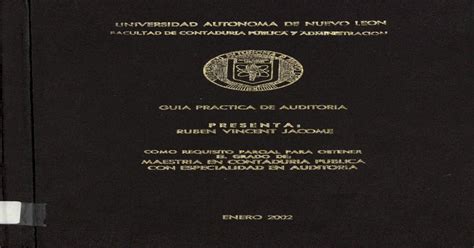 UNIVERSIDAD AUTONOMA DE NUEVO LEON
FACULTAD DE CONTADURIA PUBLICA Y ADMINISTRACION
GUIA PRACTICA DE AUDITORIA
PRESENTA:
RUBEN VINCENT JACOME
COMO REQUISITO PARCIAL PARA OBTENER
EL GRADO DE:
MAESTRIA EN CONTADURIA PUBLICA
CON ESPECIALIDAD EN AUDITORIA
ENERO 2002